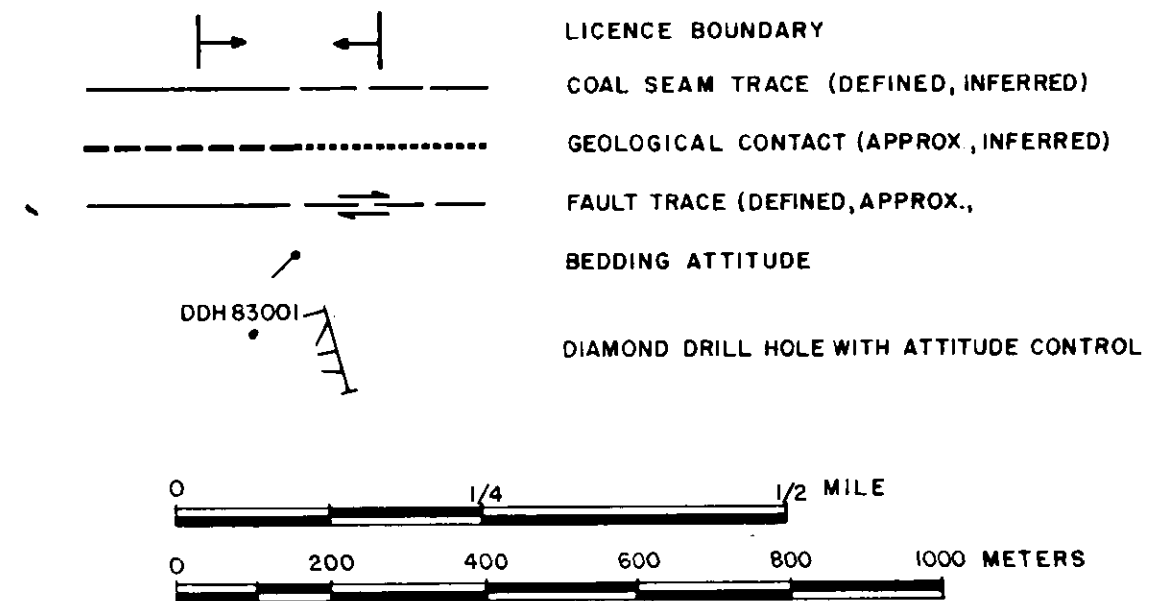 LICENCE BOUNDARY
COAL SEAM TRACE (DEFINED, INFERRED)
GEOLOGICAL CONTACT (APPROX., INFERRED)
FAULT TRACE (DEFINED, APPROX.,
BEDDING ATTITUDE
DDH 83001
DIAMOND DRILL HOLE WITH ATTITUDE CONTROL
0 1/4 1/2 MILE
0 200 400 600 800 1000 METERS